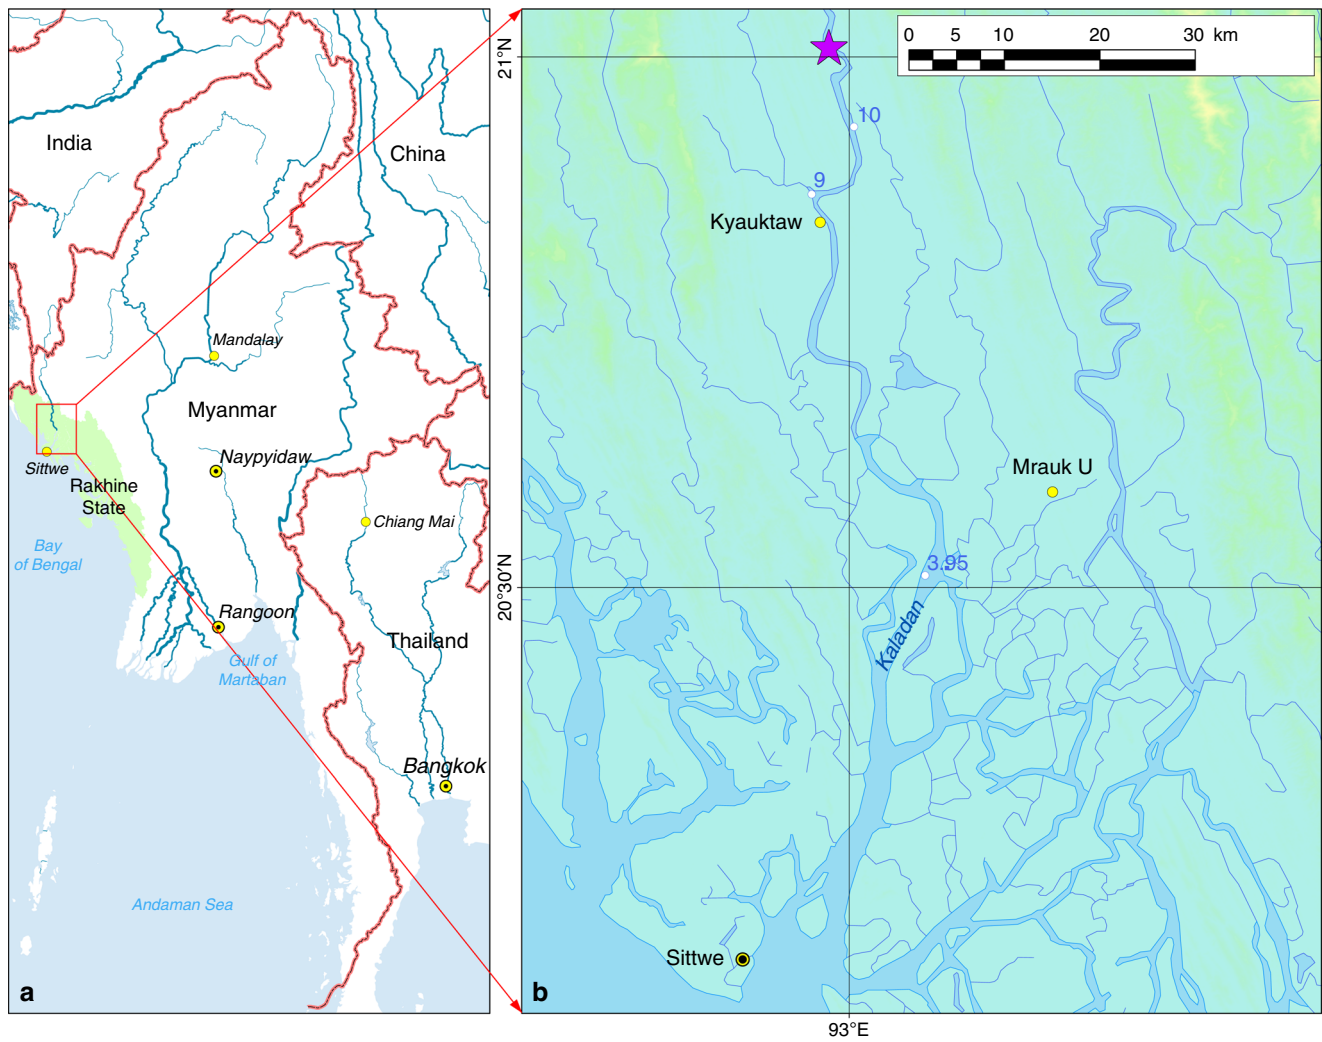 India
China
Mandalay
Myanmar
Naypyidaw
Sittwe
Rakhine
State
Chiang Mai
Bay
of Bengal
Rangoon
Thailand
Gulf of
Martaban
Bangkok
Andaman Sea
a
21°N
20°30'N
0 5 10 20 30 km
10
9
Kyauktaw
Mrauk U
3.95
Kaladan
Sittwe
b
93°E